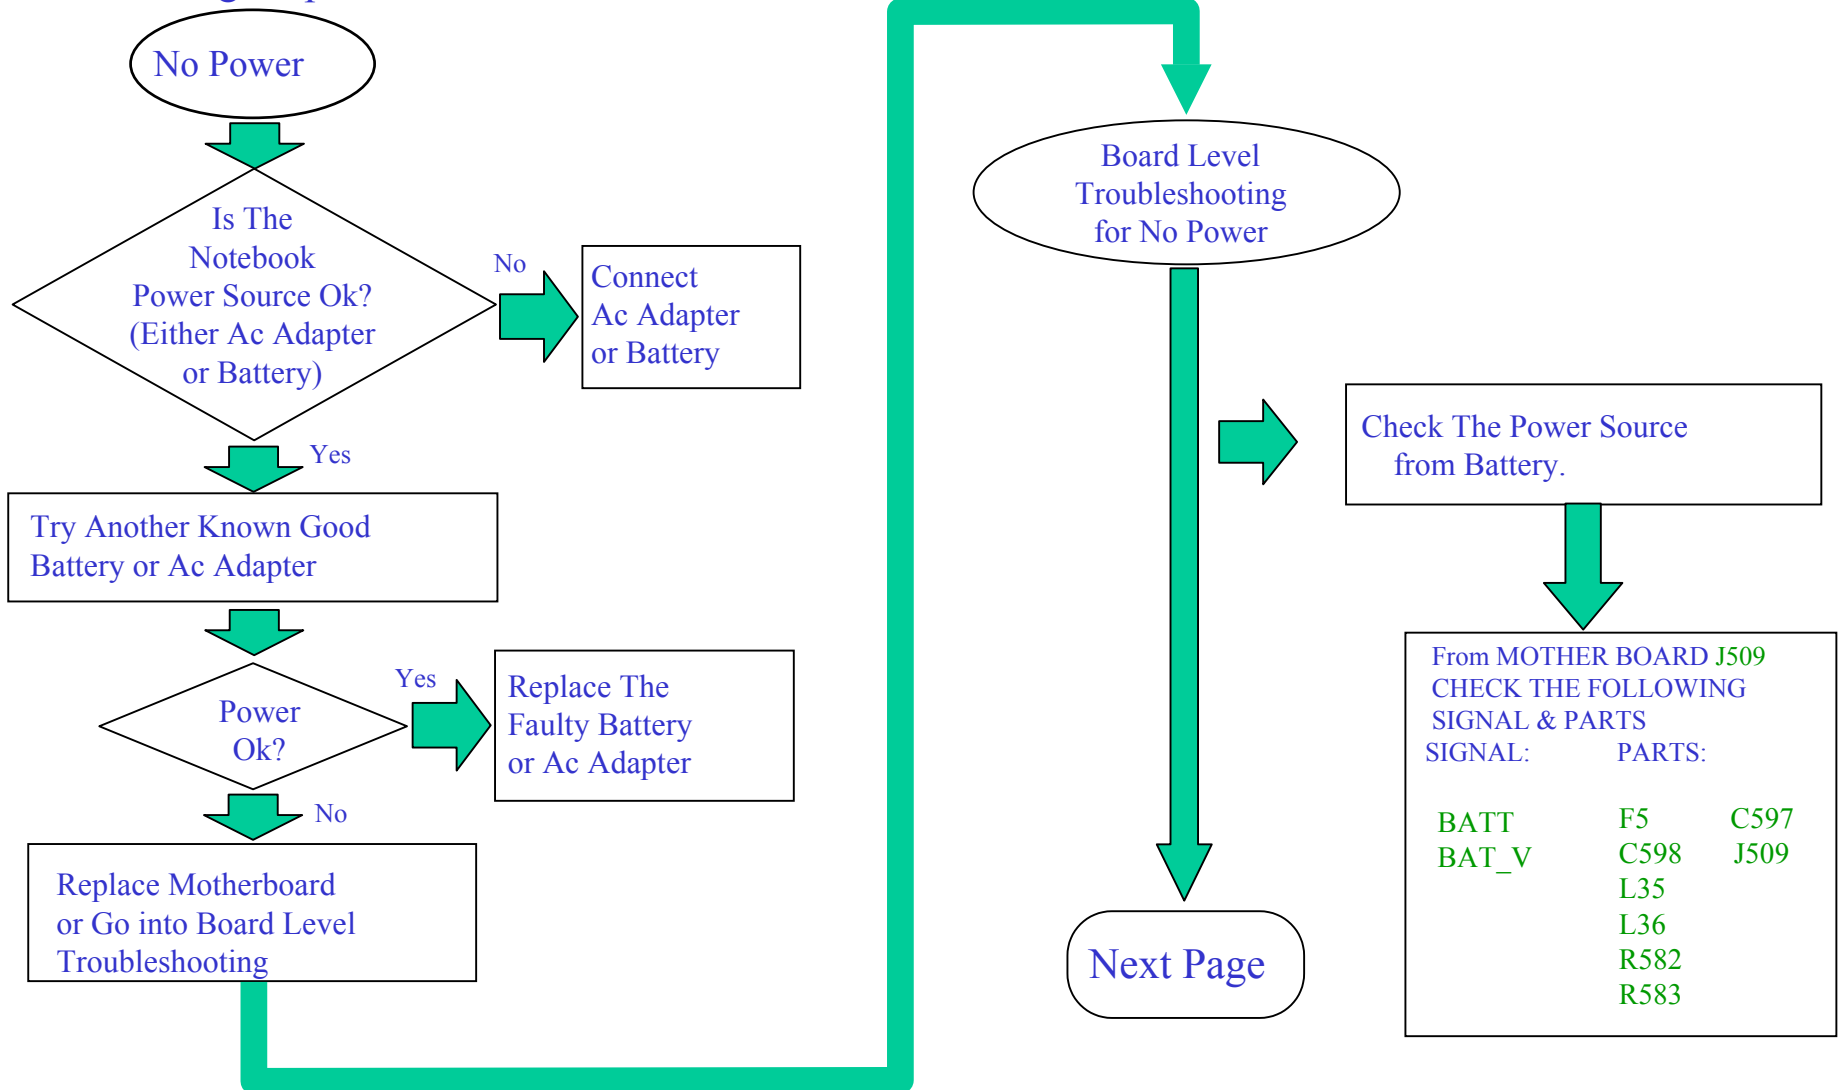 No Power
Is The
Notebook
Power Source Ok?
(Either Ac Adapter
or Battery)
No
Connect
Ac Adapter
or Battery
Yes
Try Another Known Good
Battery or Ac Adapter
Power
Ok?
Yes
Replace The
Faulty Battery
or Ac Adapter
No
Replace Motherboard
or Go into Board Level
Troubleshooting
Board Level
Troubleshooting
for No Power
Check The Power Source
from Battery.
From MOTHER BOARD J509
CHECK THE FOLLOWING
SIGNAL & PARTS
SIGNAL: PARTS:
BATT F5 C597
BAT_V C598 J509
L35
L36
R582
R583
Next Page